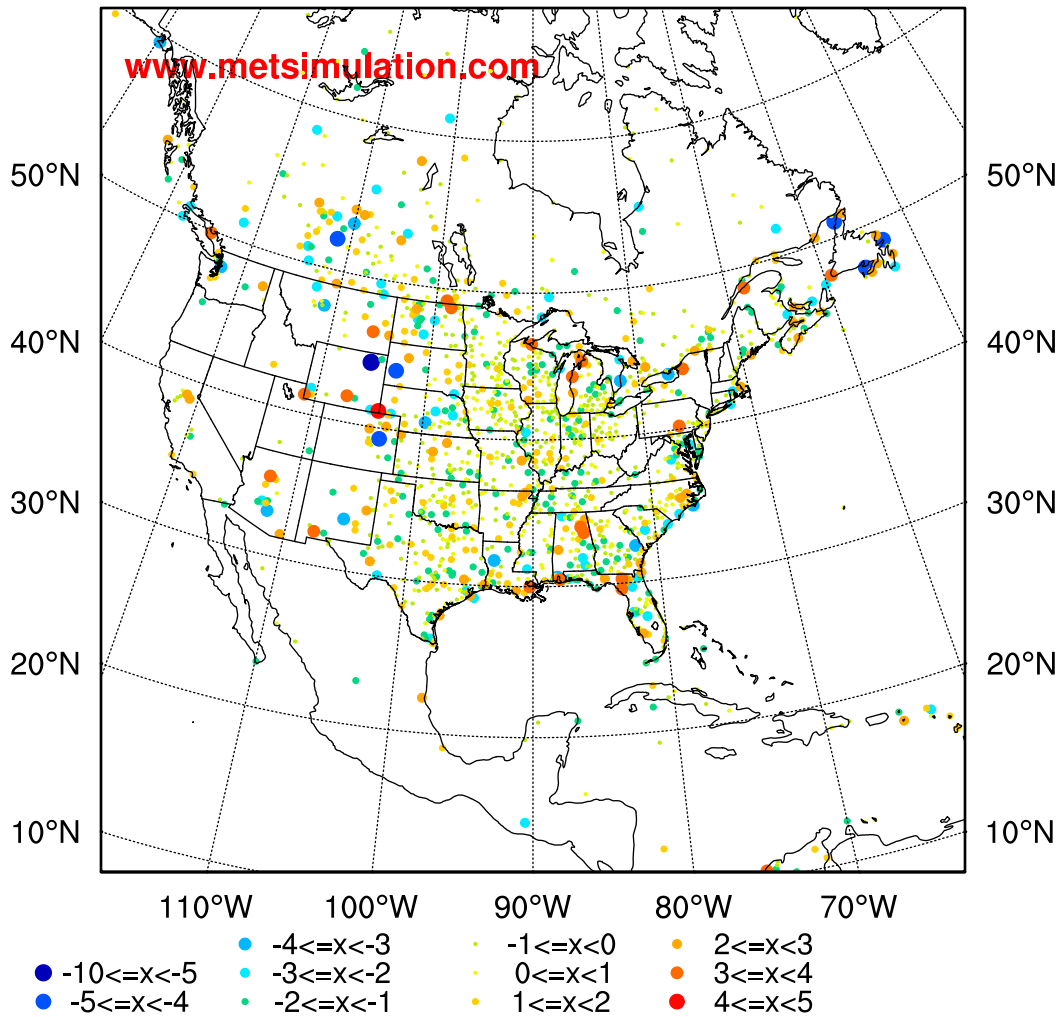 www.metsimulation.com
50°N 50°N
40°N 40°N
30°N 30°N
20°N 20°N
10°N 10°N
110°W 100°W 90°W 80°W 70°W
-4<=x<-3 -1<=x<0 2<=x<3
-10<=x<-5 -3<=x<-2 0<=x<1 3<=x<4
-5<=x<-4 -2<=x<-1 1<=x<2 4<=x<5